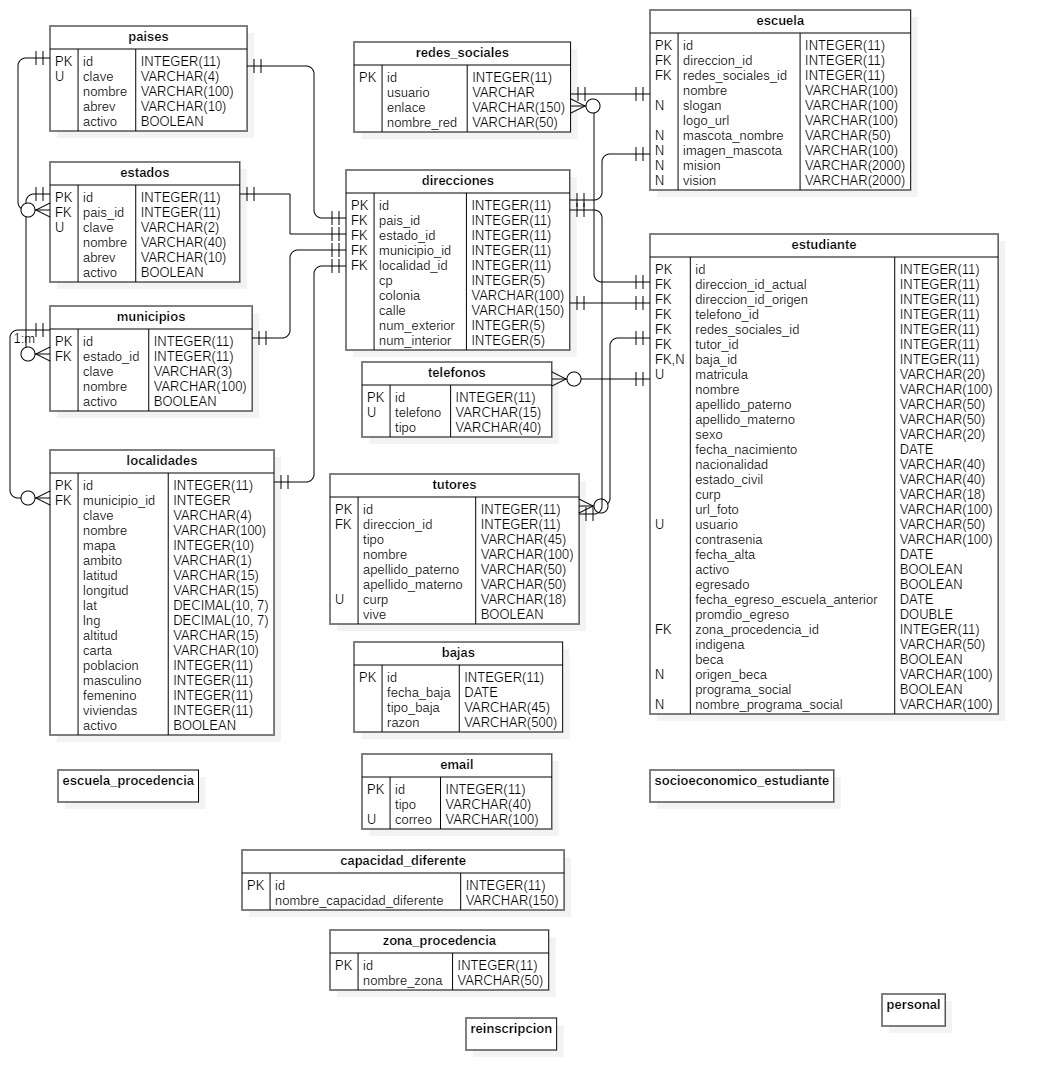 paises
PK id INTEGER(11)
U clave VARCHAR(4)
nombre VARCHAR(100)
abrev VARCHAR(10)
activo BOOLEAN
estados
PK id INTEGER(11)
FK pais_id INTEGER(11)
U clave VARCHAR(2)
nombre VARCHAR(40)
abrev VARCHAR(10)
activo BOOLEAN
municipios
1:m
PK id INTEGER(11)
FK estado_id INTEGER(11)
clave VARCHAR(3)
nombre VARCHAR(100)
activo BOOLEAN
localidades
PK id INTEGER(11)
FK municipio_id INTEGER
clave VARCHAR(4)
nombre VARCHAR(100)
mapa INTEGER(10)
ambito VARCHAR(1)
latitud VARCHAR(15)
longitud VARCHAR(15)
lat DECIMAL(10, 7)
lng DECIMAL(10, 7)
altitud VARCHAR(15)
carta VARCHAR(10)
poblacion INTEGER(11)
masculino INTEGER(11)
femenino INTEGER(11)
viviendas INTEGER(11)
activo BOOLEAN
escuela_procedencia
redes_sociales
PK id INTEGER(11)
usuario VARCHAR
enlace VARCHAR(150)
nombre_red VARCHAR(50)
direcciones
PK id INTEGER(11)
FK pais_id INTEGER(11)
FK estado_id INTEGER(11)
FK municipio_id INTEGER(11)
FK localidad_id INTEGER(11)
cp INTEGER(5)
colonia VARCHAR(100)
calle VARCHAR(150)
num_exterior INTEGER(5)
num_interior INTEGER(5)
telefonos
PK id INTEGER(11)
U telefono VARCHAR(15)
tipo VARCHAR(40)
tutores
PK id INTEGER(11)
FK direccion_id INTEGER(11)
tipo VARCHAR(45)
nombre VARCHAR(100)
apellido_paterno VARCHAR(50)
apellido_materno VARCHAR(50)
U curp VARCHAR(18)
vive BOOLEAN
bajas
PK id INTEGER(11)
fecha_baja DATE
tipo_baja VARCHAR(45)
razon VARCHAR(500)
email
PK id INTEGER(11)
tipo VARCHAR(40)
U correo VARCHAR(100)
capacidad_diferente
PK id INTEGER(11)
nombre_capacidad_diferente VARCHAR(150)
zona_procedencia
PK id INTEGER(11)
nombre_zona VARCHAR(50)
reinscripcion
escuela
PK id INTEGER(11)
FK direccion_id INTEGER(11)
FK redes_sociales_id INTEGER(11)
nombre VARCHAR(100)
N slogan VARCHAR(100)
logo_url VARCHAR(100)
N mascota_nombre VARCHAR(50)
N imagen_mascota VARCHAR(100)
N mision VARCHAR(2000)
N vision VARCHAR(2000)
estudiante
PK id INTEGER(11)
FK direccion_id_actual INTEGER(11)
FK direccion_id_origen INTEGER(11)
FK telefono_id INTEGER(11)
FK redes_sociales_id INTEGER(11)
FK tutor_id INTEGER(11)
FK,N baja_id INTEGER(11)
U matricula VARCHAR(20)
nombre VARCHAR(100)
apellido_paterno VARCHAR(50)
apellido_materno VARCHAR(50)
sexo VARCHAR(20)
fecha_nacimiento DATE
nacionalidad VARCHAR(40)
estado_civil VARCHAR(40)
curp VARCHAR(18)
url_foto VARCHAR(100)
U usuario VARCHAR(50)
contrasenia VARCHAR(100)
fecha_alta DATE
activo BOOLEAN
egresado BOOLEAN
fecha_egreso_escuela_anterior DATE
promdio_egreso DOUBLE
FK zona_procedencia_id INTEGER(11)
indigena VARCHAR(50)
beca BOOLEAN
N origen_beca VARCHAR(100)
programa_social BOOLEAN
N nombre_programa_social VARCHAR(100)
socioeconomico_estudiante
personal